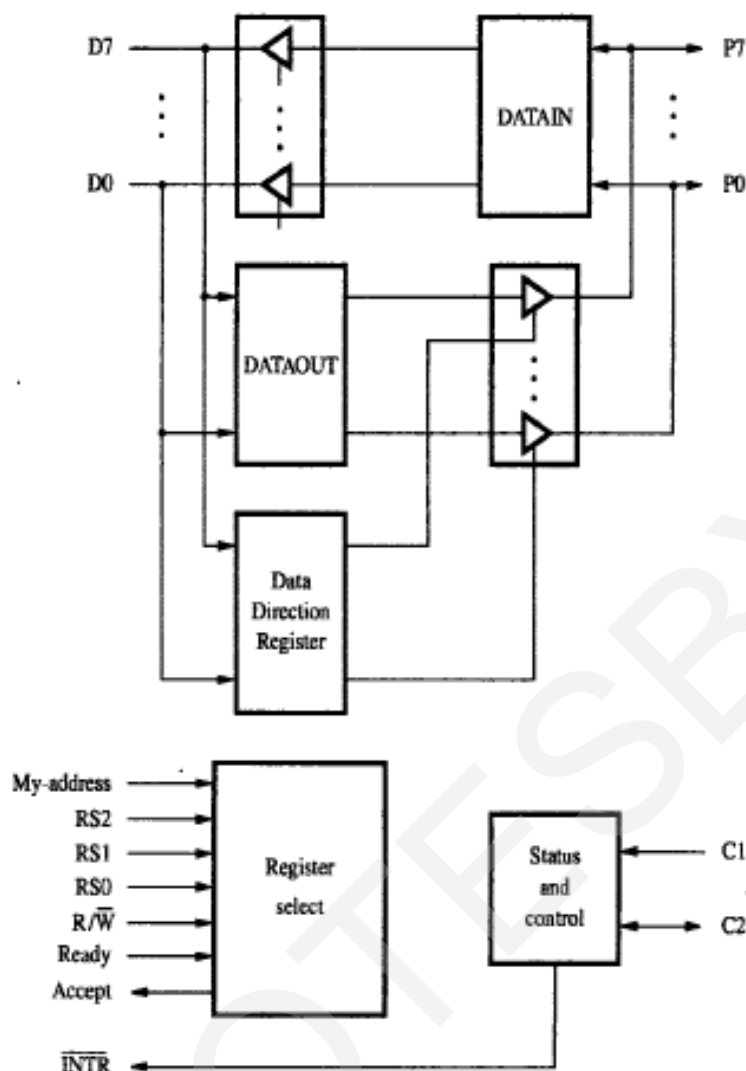 D7
P7
DATAIN
D0
P0
DATAOUT
Data
Direction
Register
My-address
RS2
RS1
RS0
R/W̅
Ready
Accept
Register
select
Status
and
control
C1
C2
I̅N̅T̅R̅
OTESBY